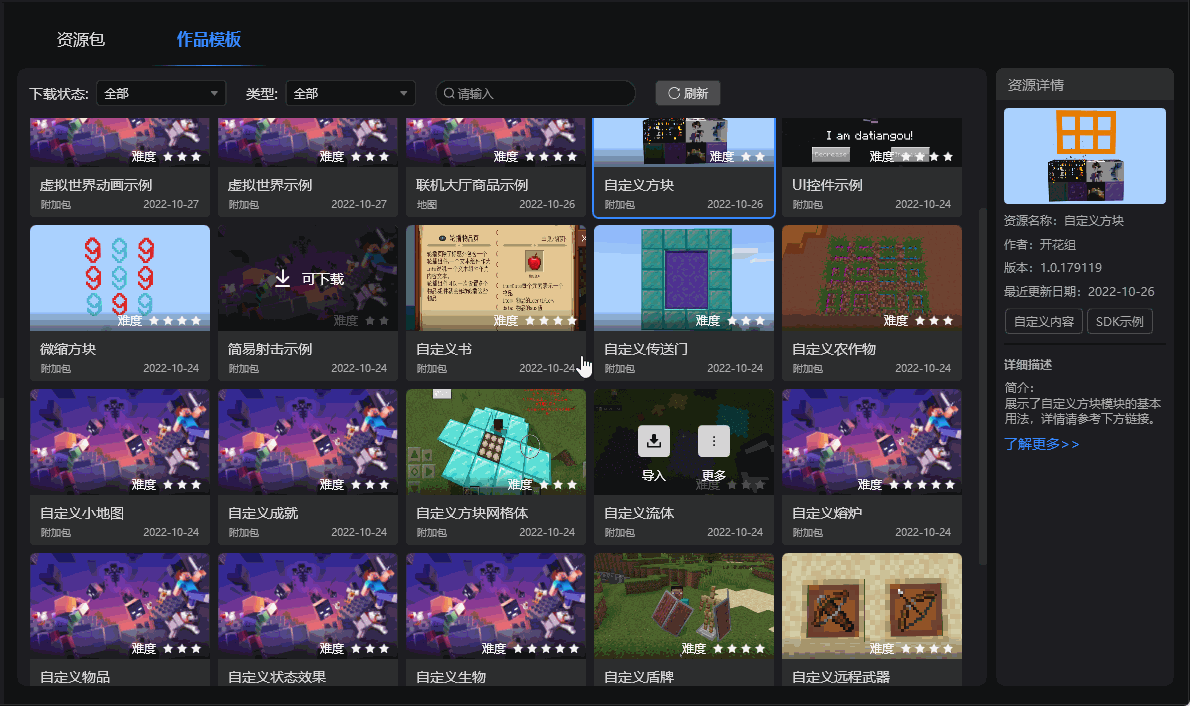 资源包
作品模板
下载状态: 全部 类型: 全部 请输入 刷新
难度
难度
难度
难度
I am datiangou!
难度
虚拟世界动画示例
附加包 2022-10-27
虚拟世界示例
附加包 2022-10-27
联机大厅商品示例
地图 2022-10-26
自定义方块
附加包 2022-10-26
UI控件示例
附加包 2022-10-24
难度
可下载
难度
难度
难度
难度
微缩方块
附加包 2022-10-24
简易射击示例
附加包 2022-10-24
自定义书
附加包 2022-10-24
自定义传送门
附加包 2022-10-24
自定义农作物
附加包 2022-10-24
难度
难度
难度
导入 更多
难度
难度
自定义小地图
附加包 2022-10-24
自定义成就
附加包 2022-10-24
自定义方块网格体
附加包 2022-10-24
自定义流体
附加包 2022-10-24
自定义熔炉
附加包 2022-10-24
难度
难度
难度
难度
难度
自定义物品
自定义状态效果
自定义生物
自定义盾牌
自定义远程武器
资源详情
资源名称: 自定义方块
作者: 开花组
版本: 1.0.179119
最近更新日期: 2022-10-26
自定义内容 SDK示例
详细描述
简介:
展示了自定义方块模块的基本
用法，详情请参考下方链接。
了解更多>>